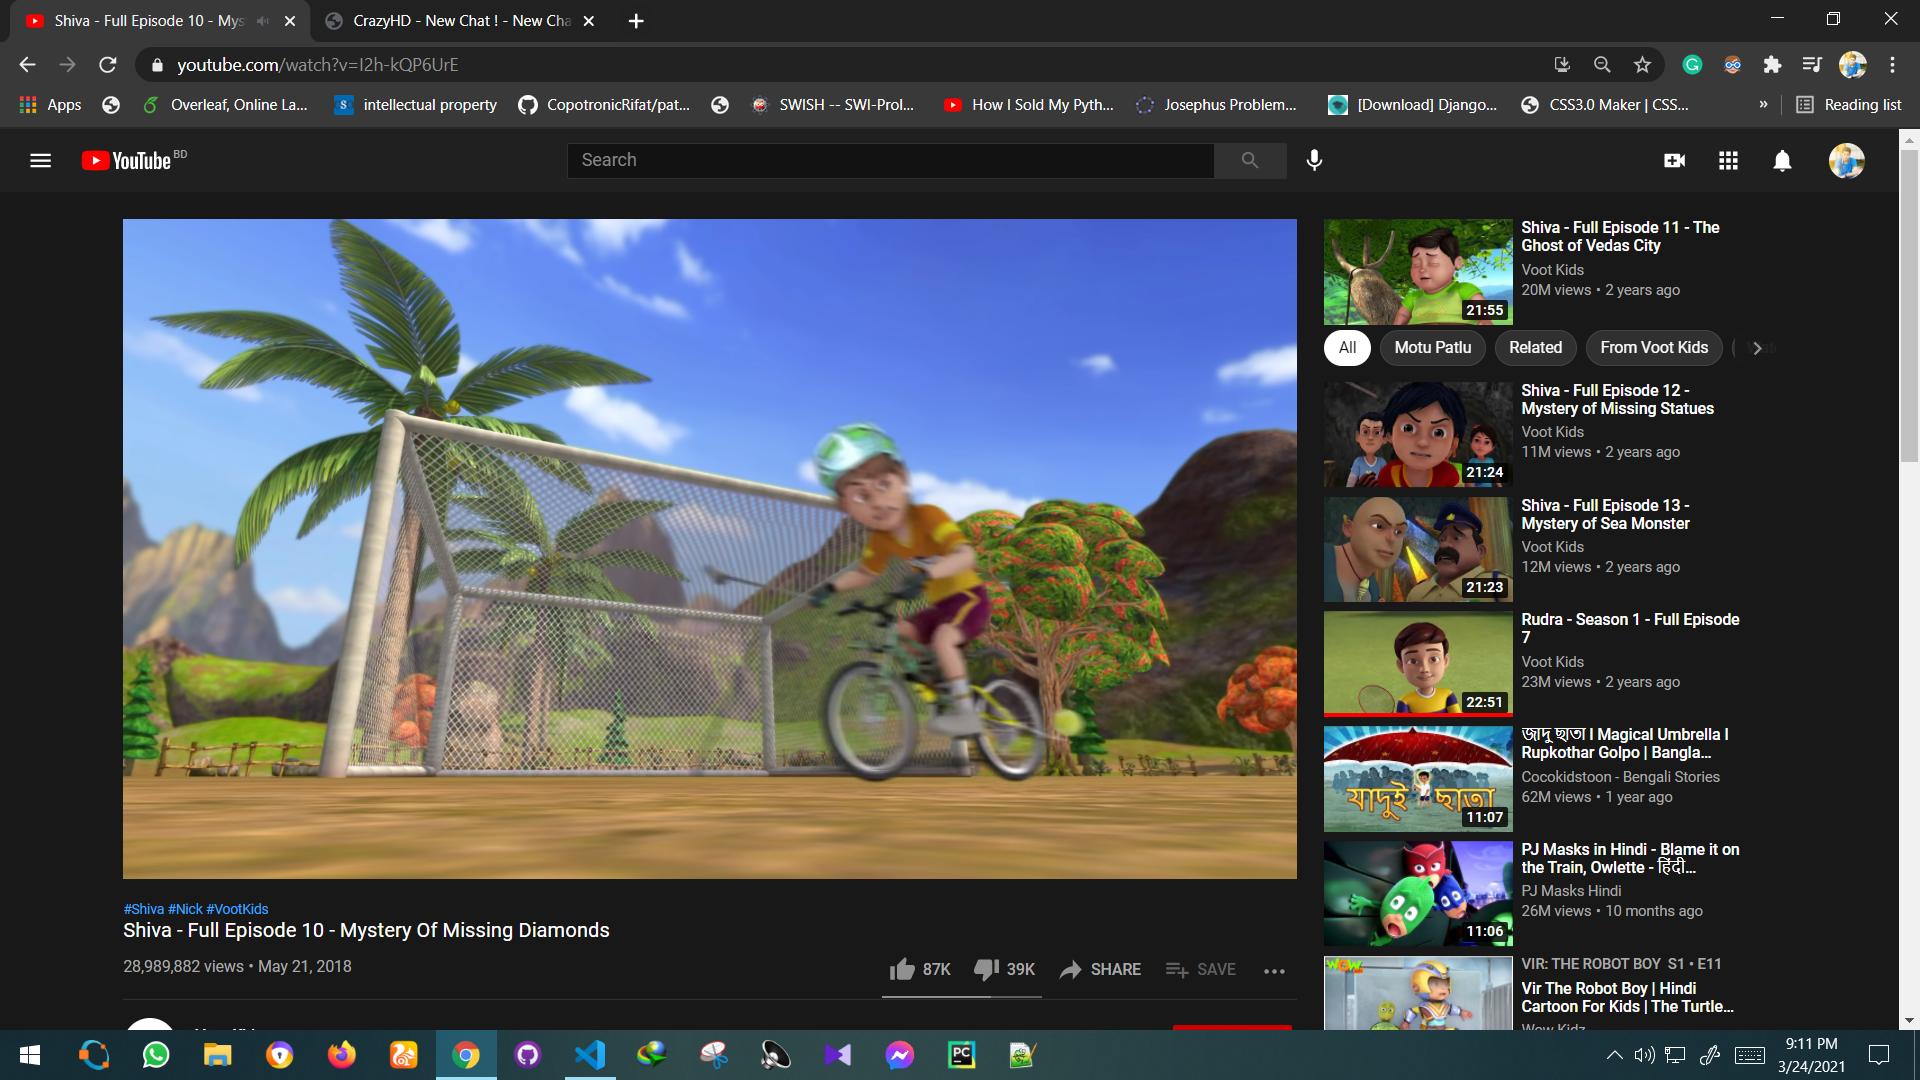 Shiva - Full Episode 10 - Mys
CrazyHD - New Chat ! - New Cha
youtube.com/watch?v=I2h-kQP6UrE
Apps
Overleaf, Online La...
intellectual property
CopotronicRifat/pat...
SWISH -- SWI-Prol...
How I Sold My Pyth...
Josephus Problem...
[Download] Django...
CSS3.0 Maker | CSS...
»
Reading list
YouTube BD
Search
Shiva - Full Episode 11 - The
Ghost of Vedas City
Voot Kids
20M views • 2 years ago
21:55
All
Motu Patlu
Related
From Voot Kids
Shiva - Full Episode 12 -
Mystery of Missing Statues
Voot Kids
11M views • 2 years ago
21:24
Shiva - Full Episode 13 -
Mystery of Sea Monster
Voot Kids
12M views • 2 years ago
21:23
Rudra - Season 1 - Full Episode
7
Voot Kids
23M views • 2 years ago
22:51
জাদু ছাতা I Magical Umbrella I
Rupkothar Golpo | Bangla...
Cocokidstoon - Bengali Stories
62M views • 1 year ago
যাদুই ছাতা
11:07
PJ Masks in Hindi - Blame it on
the Train, Owlette - हिंदी...
PJ Masks Hindi
26M views • 10 months ago
11:06
WOW
VIR: THE ROBOT BOY S1 • E11
Vir The Robot Boy | Hindi
Cartoon For Kids | The Turtle...
Wow Kidz
#Shiva #Nick #VootKids
Shiva - Full Episode 10 - Mystery Of Missing Diamonds
28,989,882 views • May 21, 2018
87K
39K
SHARE
SAVE
PC
9:11 PM
3/24/2021